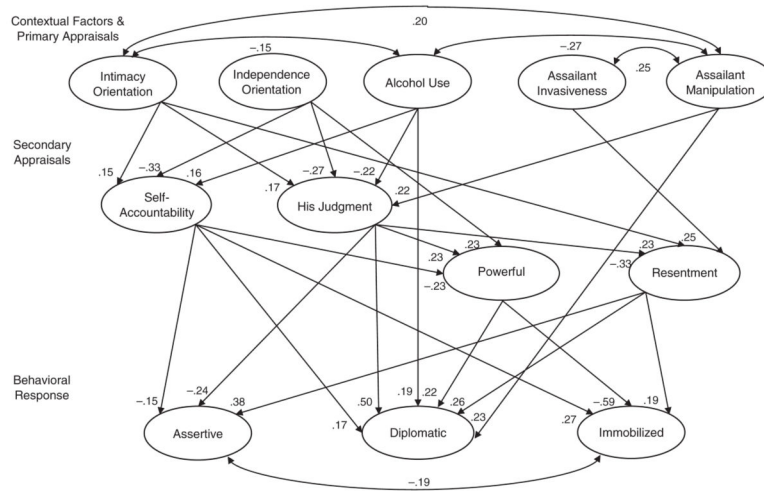 Contextual Factors &
Primary Appraisals
.20
–.15
–.27
.25
Intimacy
Orientation
Independence
Orientation
Alcohol Use
Assailant
Invasiveness
Assailant
Manipulation
Secondary
Appraisals
.15
–.33
.16
.17
–.27
–.22
.22
Self-
Accountability
His Judgment
.23
.23
–.23
.23
.25
–.33
Powerful
Resentment
Behavioral
Response
–.15
–.24
.38
.17
.50
.19
.22
.26
.23
–.59
.27
.19
Assertive
Diplomatic
Immobilized
–.19